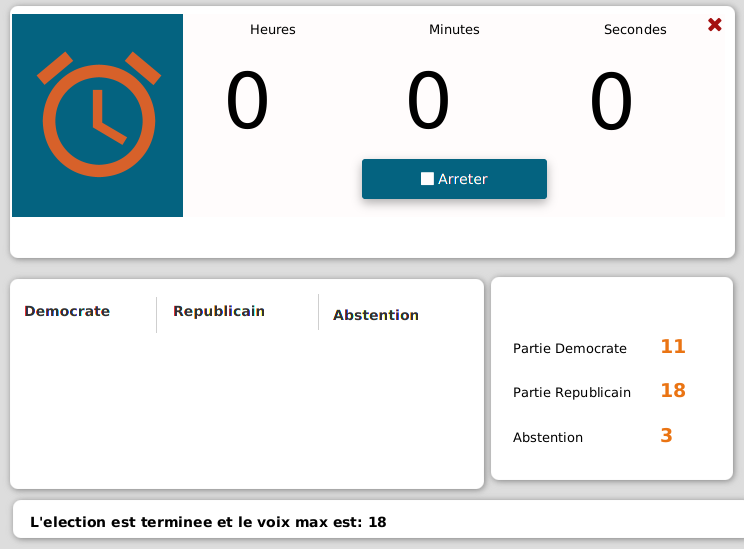 Heures Minutes Secondes
0 0 0
Arreter
Democrate Republicain Abstention
Partie Democrate 11
Partie Republicain 18
Abstention 3
L'election est terminee et le voix max est: 18